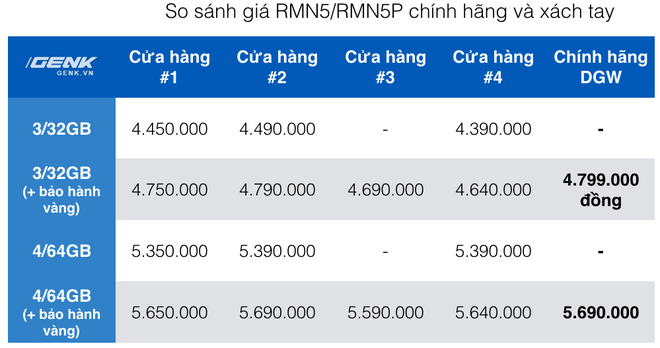 So sánh giá RMN5/RMN5P chính hãng và xách tay
/GENK
GENK.VN
Cửa hàng #1
Cửa hàng #2
Cửa hàng #3
Cửa hàng #4
Chính hãng DGW
3/32GB 4.450.000 4.490.000 - 4.390.000 -
3/32GB
(+ bảo hành vàng)
4.750.000 4.790.000 4.690.000 4.640.000 4.799.000 đồng
4/64GB 5.350.000 5.390.000 - 5.390.000 -
4/64GB
(+ bảo hành vàng)
5.650.000 5.690.000 5.590.000 5.640.000 5.690.000